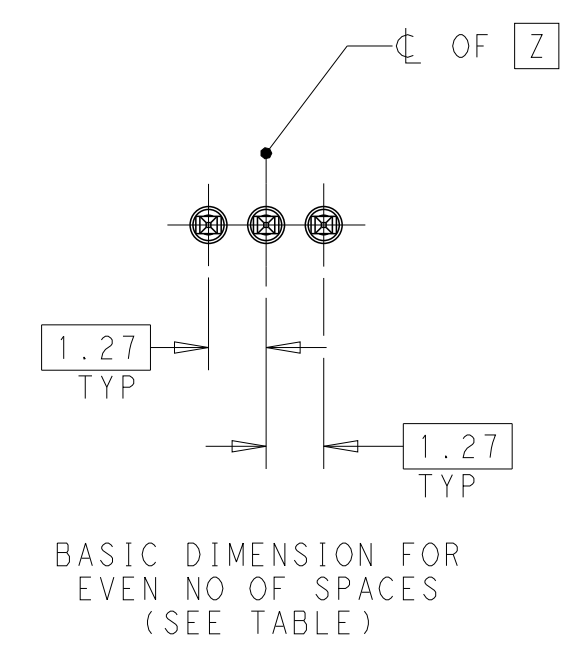 ℄ OF Z
1.27
TYP
1.27
TYP
BASIC DIMENSION FOR
EVEN NO OF SPACES
(SEE TABLE)